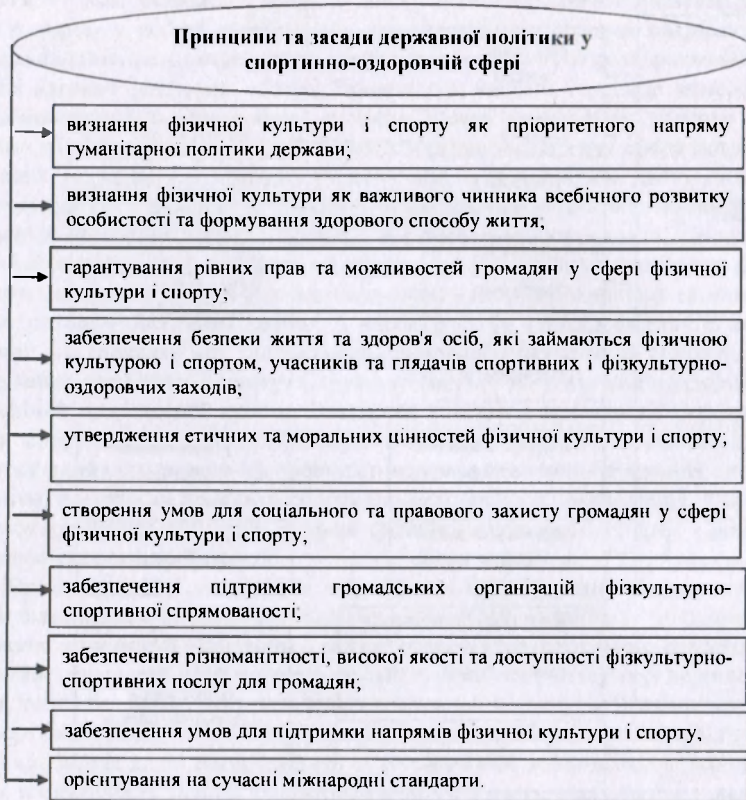 Принципи та засади державної політики у
спортивно-оздоровчій сфері
визнання фізичної культури і спорту як пріоритетного напряму
гуманітарної політики держави;
визнання фізичної культури як важливого чинника всебічного розвитку
особистості та формування здорового способу життя;
гарантування рівних прав та можливостей громадян у сфері фізичної
культури і спорту;
забезпечення безпеки життя та здоров'я осіб, які займаються фізичною
культурою і спортом, учасників та глядачів спортивних і фізкультурно-
оздоровчих заходів;
утвердження етичних та моральних цінностей фізичної культури і спорту;
створення умов для соціального та правового захисту громадян у сфері
фізичної культури і спорту;
забезпечення підтримки громадських організацій фізкультурно-
спортивної спрямованості;
забезпечення різноманітності, високої якості та доступності фізкультурно-
спортивних послуг для громадян;
забезпечення умов для підтримки напрямів фізичної культури і спорту,
орієнтування на сучасні міжнародні стандарти.